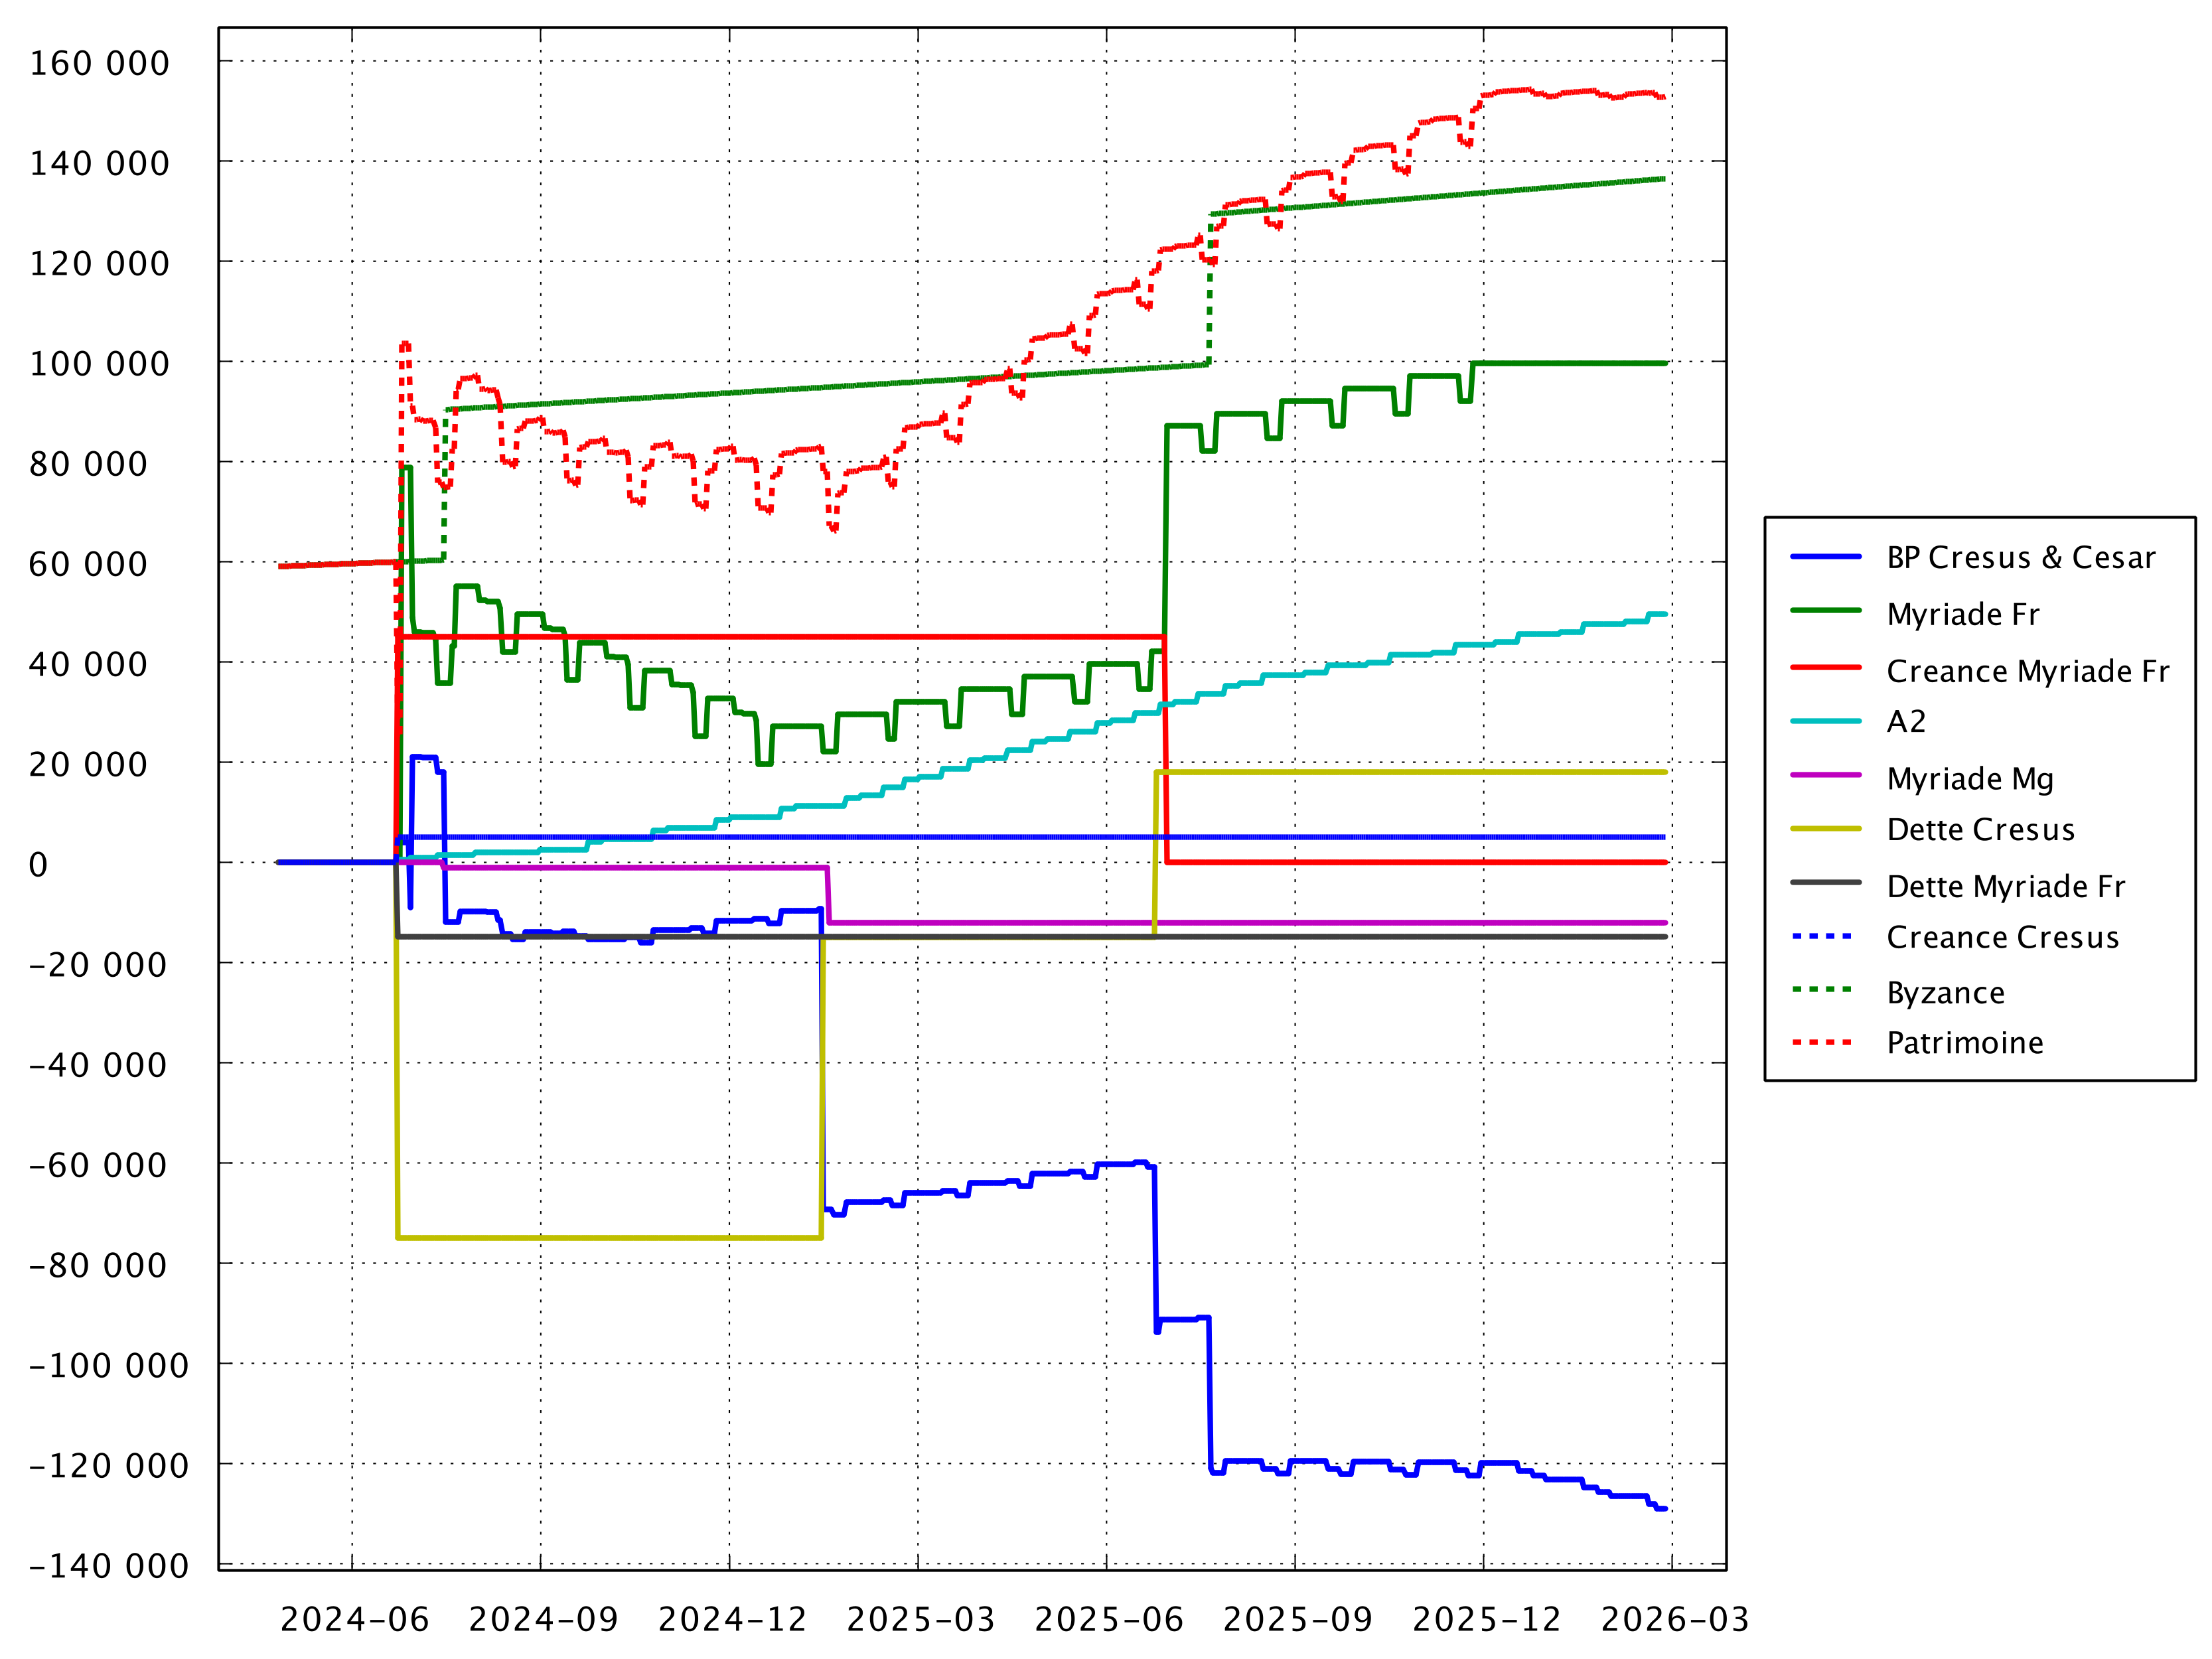 160 000
140 000
120 000
100 000
80 000
60 000
40 000
20 000
0
−20 000
−40 000
−60 000
−80 000
−100 000
−120 000
−140 000
2024−06
2024−09
2024−12
2025−03
2025−06
2025−09
2025−12
2026−03
BP Cresus & Cesar
Myriade Fr
Creance Myriade Fr
A2
Myriade Mg
Dette Cresus
Dette Myriade Fr
Creance Cresus
Byzance
Patrimoine